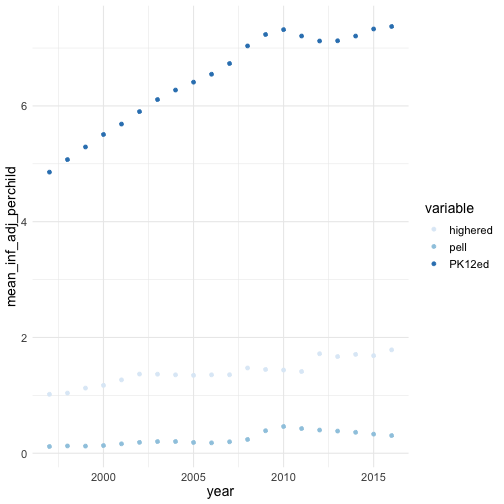 mean_inf_adj_perchild
6
4
2
0
2000 2005 2010 2015
year
variable
highered
pell
PK12ed